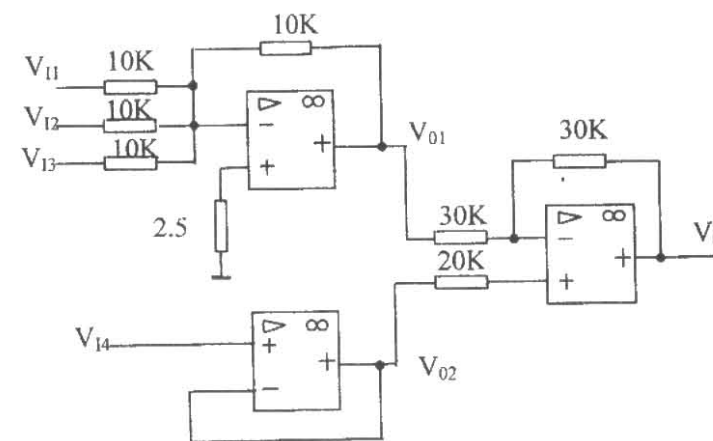 10K
V_I1 10K
V_I2 10K
V_I3 10K
▷ ∞
−
+ +
V_01
2.5
30K
30K
▷ ∞
−
+ +
V
20K
V_I4
▷ ∞
+
− +
V_02